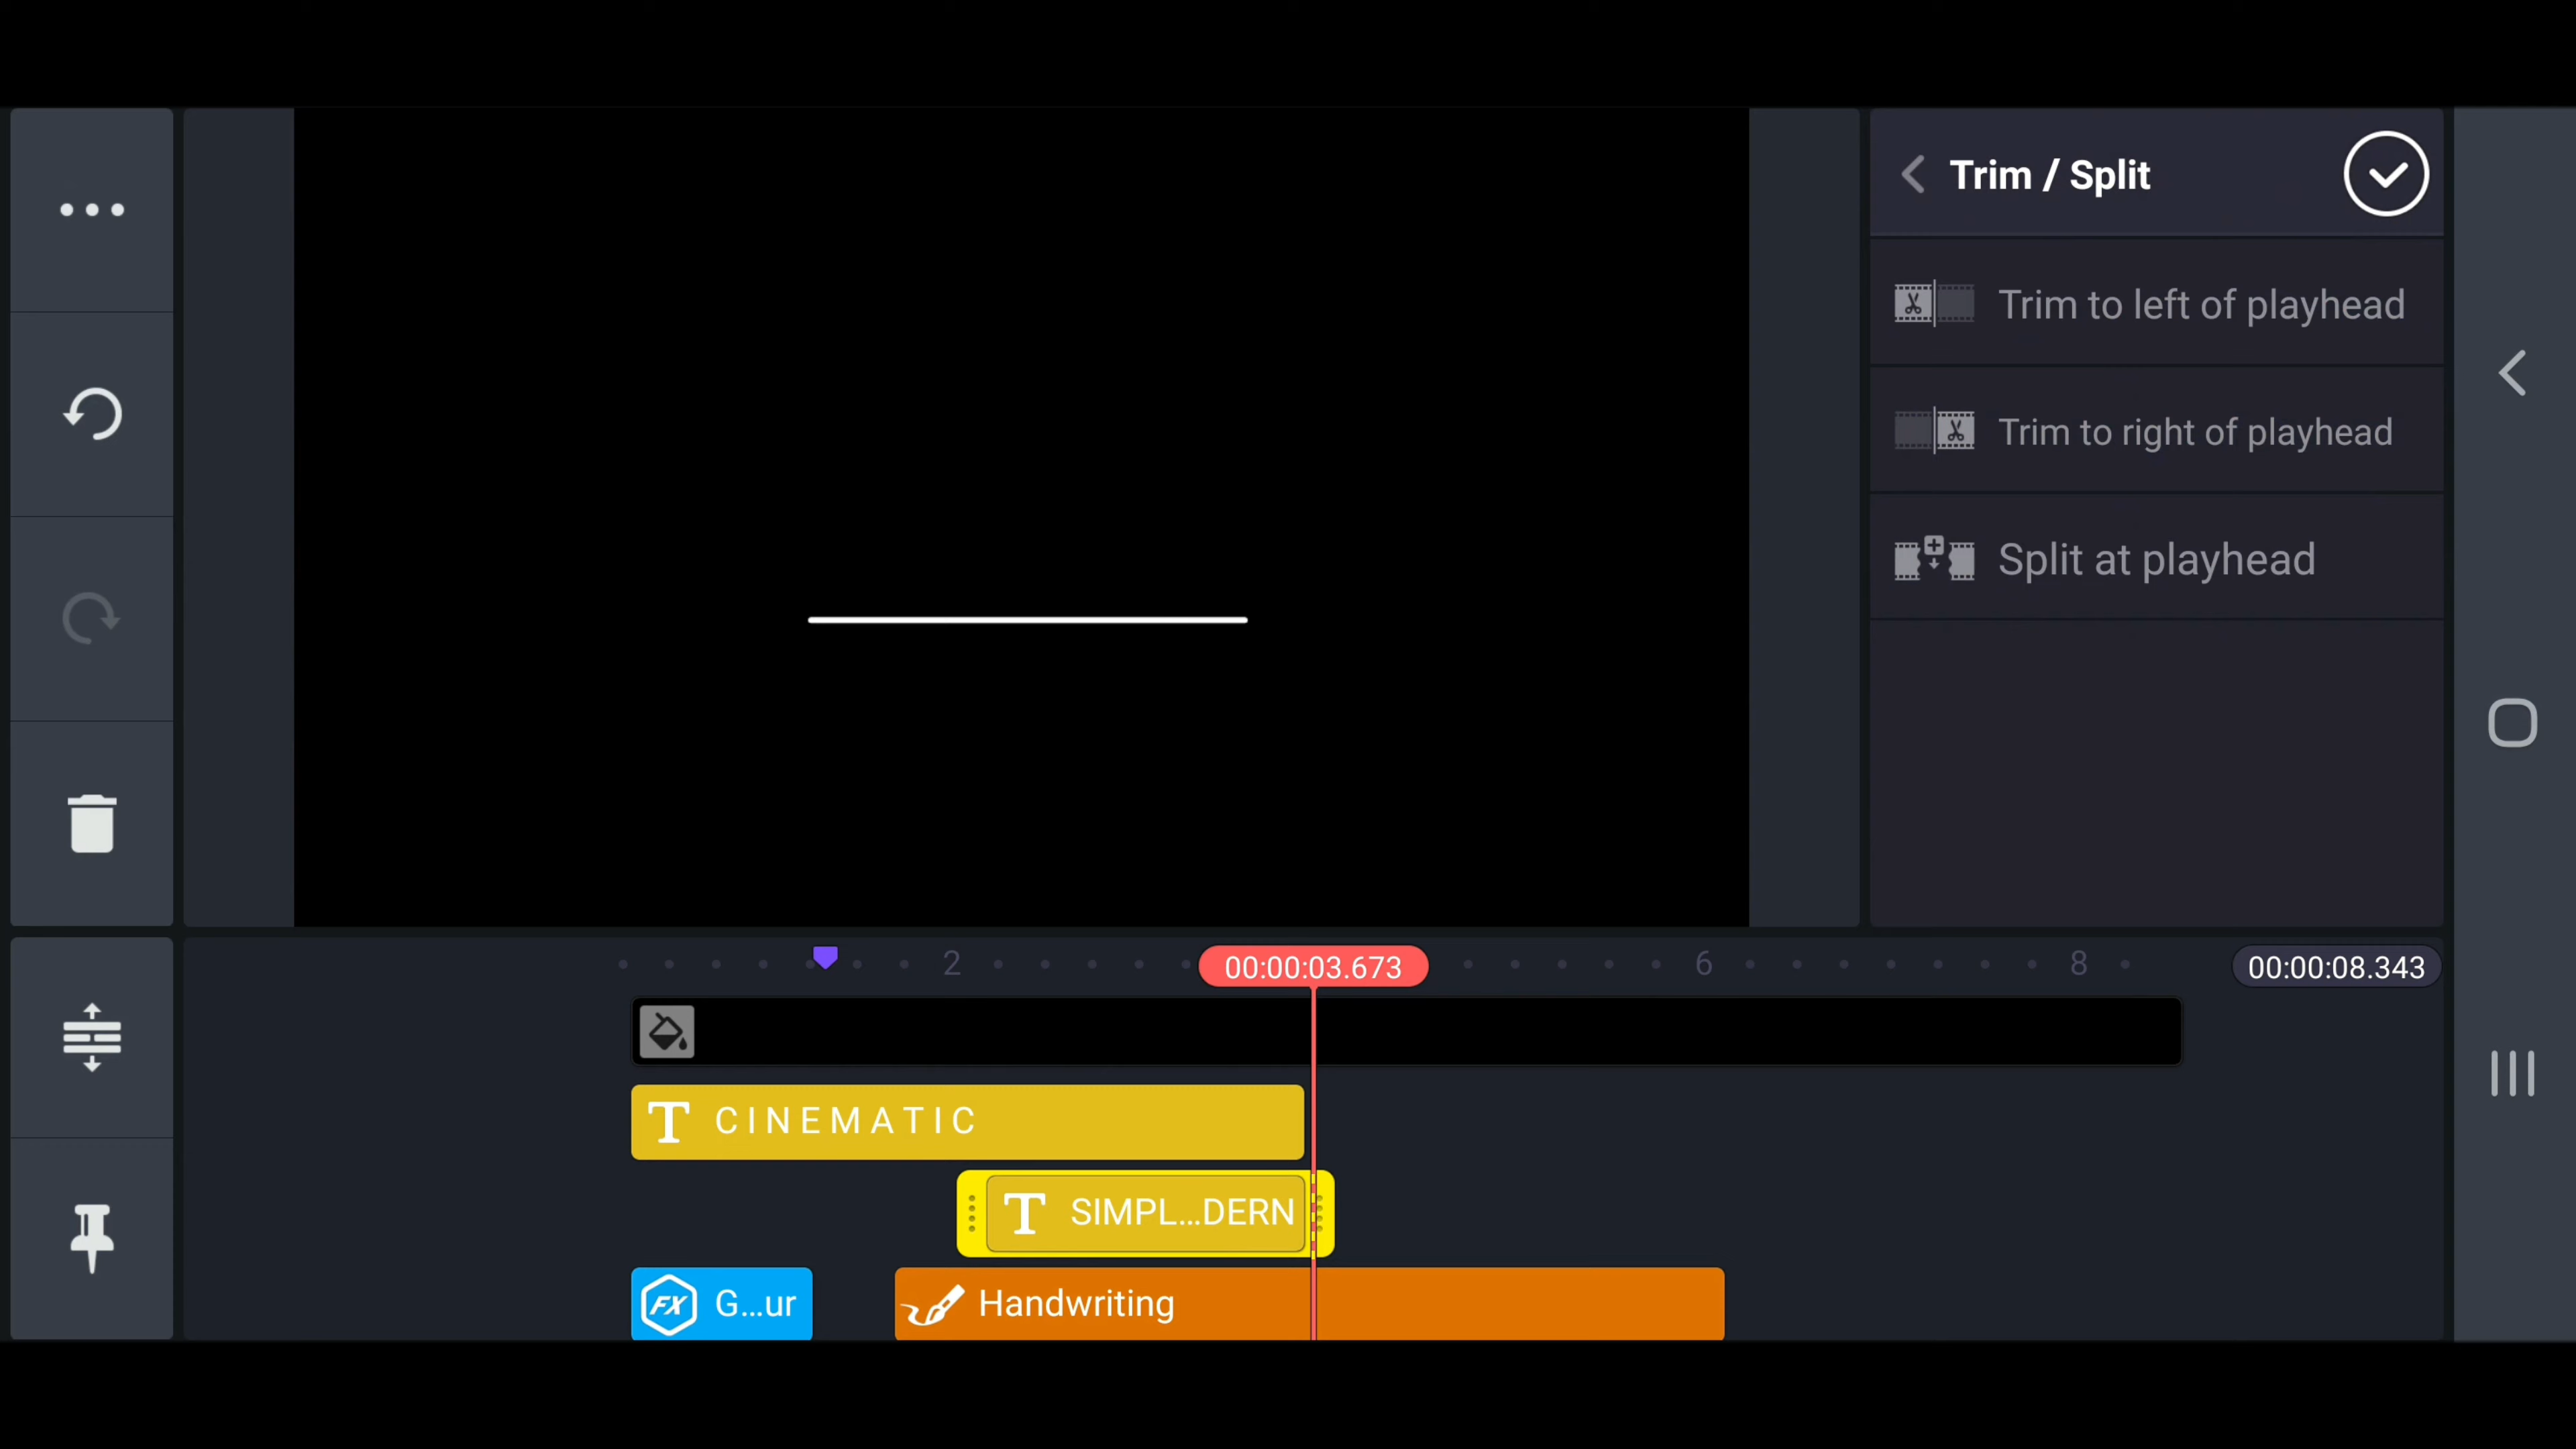 Trim / Split
Trim to left of playhead
Trim to right of playhead
Split at playhead
2
00:00:03.673
6
8
00:00:08.343
T CINEMATIC
T SIMPL...DERN
FX G...ur
Handwriting